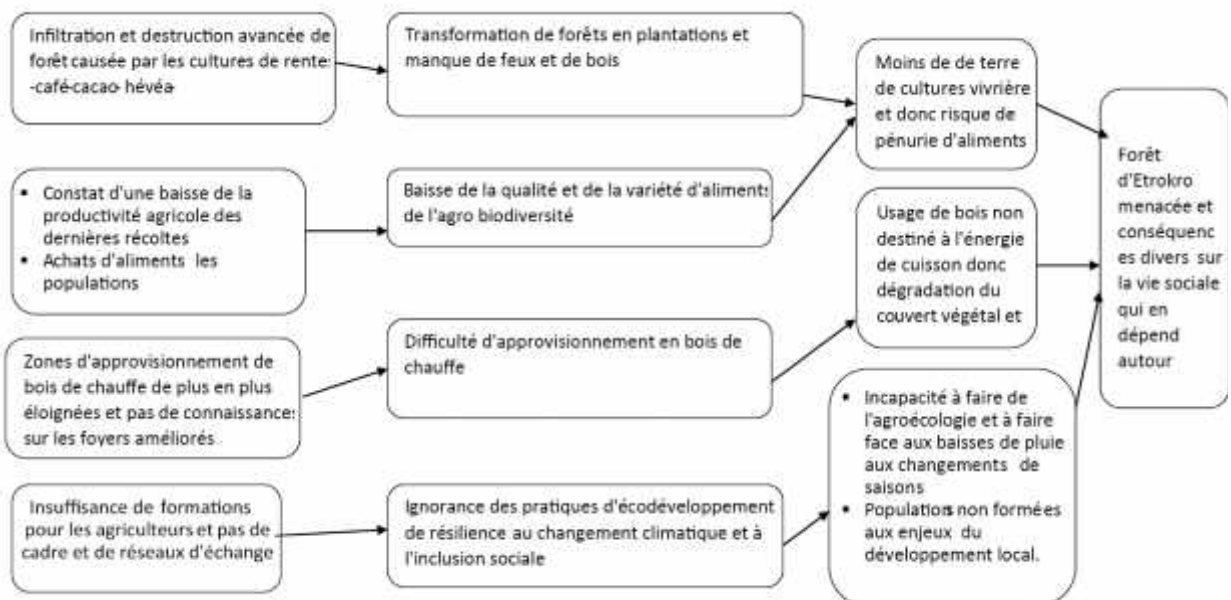 Infiltration et destruction avancée de
forêt causée par les cultures de rente:
-café-cacao- hévéa-
Transformation de forêts en plantations et
manque de feux et de bois
Moins de de terre
de cultures vivrière
et donc risque de
pénurie d'aliments
Forêt
d'Etrokro
menacée et
conséquenc
es divers sur
la vie sociale
qui en
dépend
autour
▪ Constat d'une baisse de la
productivité agricole des
dernières récoltes
▪ Achats d'aliments les
populations
Baisse de la qualité et de la variété d'aliments
de l'agro biodiversité
Usage de bois non
destiné à l'énergie
de cuisson donc
dégradation du
couvert végétal et
Zones d'approvisionnement de
bois de chauffe de plus en plus
éloignées et pas de connaissances
sur les foyers améliorés
Difficulté d'approvisionnement en bois de
chauffe
▪ Incapacité à faire de
l'agroécologie et à faire
face aux baisses de pluie
aux changements de
saisons
▪ Populations non formées
aux enjeux du
développement local.
Insuffisance de formations
pour les agriculteurs et pas de
cadre et de réseaux d'échange
Ignorance des pratiques d'écodéveloppement
de résilience au changement climatique et à
l'inclusion sociale